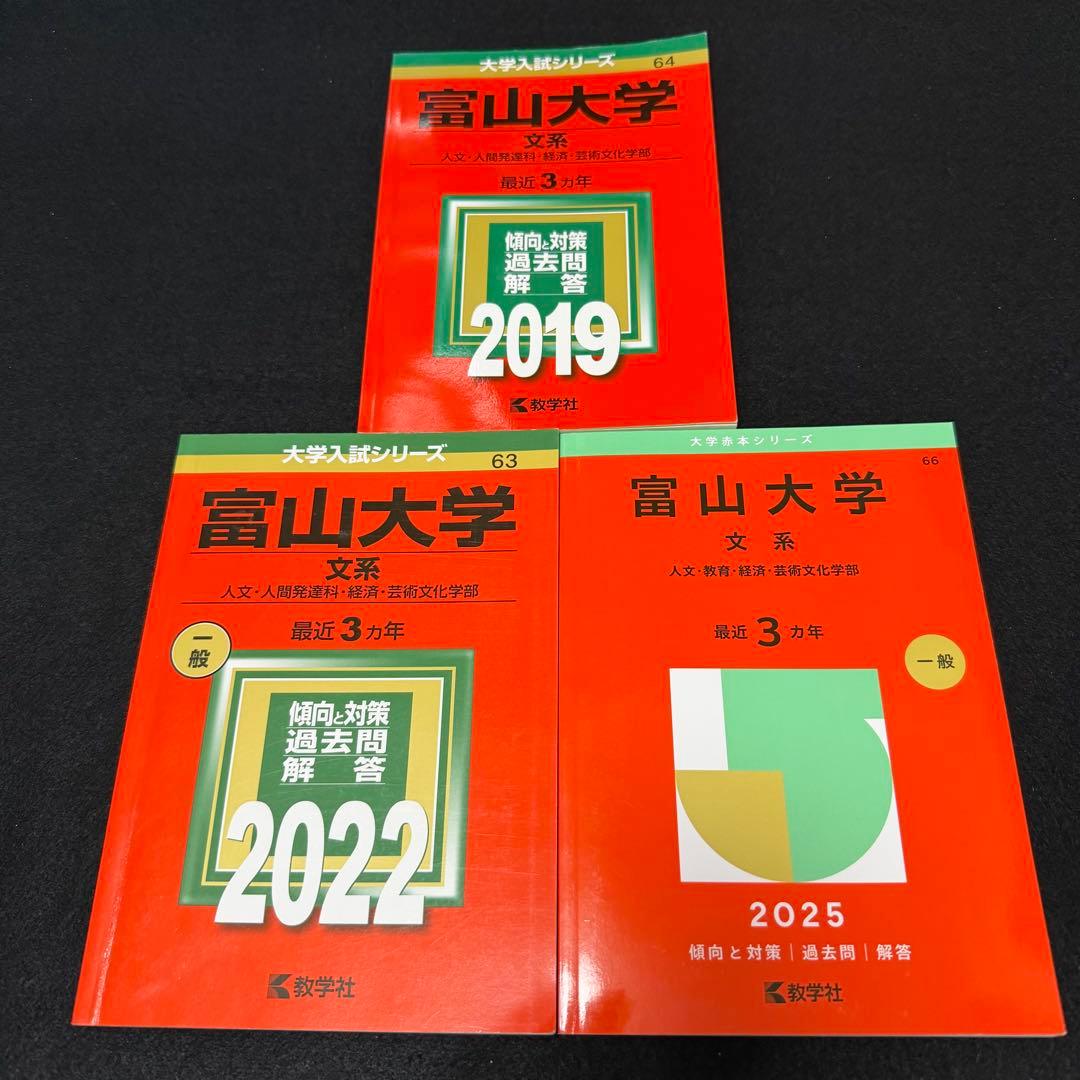 大学入試シリーズ
64
富山大学
文系
人文・人間発達科・経済・芸術文化学部
最近3カ年
傾向と対策
過去問
解答
2019
教学社
大学入試シリーズ
63
富山大学
文系
人文・人間発達科・経済・芸術文化学部
最近3カ年
一般
傾向と対策
過去問
解答
2022
教学社
大学赤本シリーズ
66
富山大学
文系
人文・教育・経済・芸術文化学部
最近3カ年
一般
2025
傾向と対策|過去問|解答
教学社